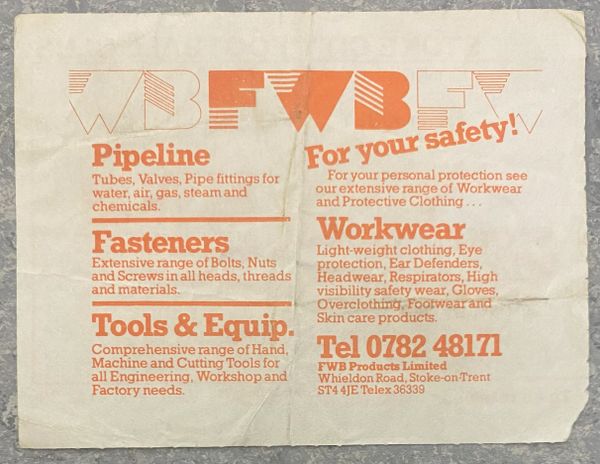 WBFWBFW
Pipeline
Tubes, Valves, Pipe fittings for
water, air, gas, steam and
chemicals.
Fasteners
Extensive range of Bolts, Nuts
and Screws in all heads, threads
and materials.
Tools & Equip.
Comprehensive range of Hand,
Machine and Cutting Tools for
all Engineering, Workshop and
Factory needs.
For your safety!
For your personal protection see
our extensive range of Workwear
and Protective Clothing . . .
Workwear
Light-weight clothing, Eye
protection, Ear Defenders,
Headwear, Respirators, High
visibility safety wear, Gloves,
Overclothing, Footwear and
Skin care products.
Tel 0782 48171
FWB Products Limited
Whieldon Road, Stoke-on-Trent
ST4 4JE Telex 36339